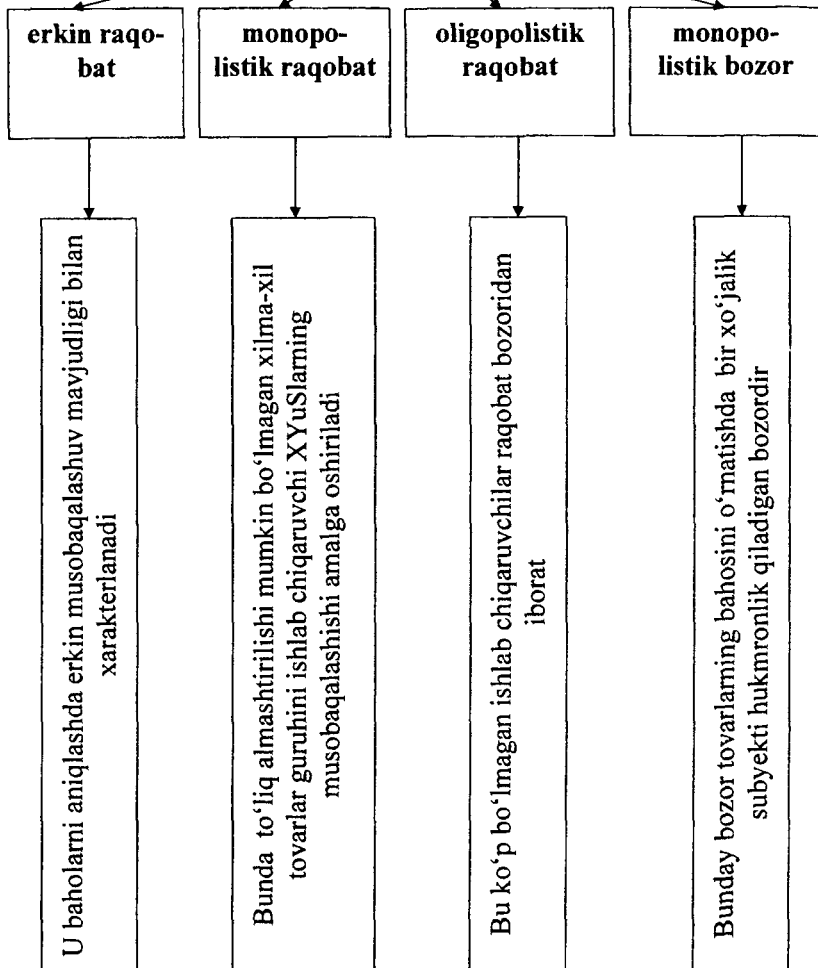 erkin raqo-
bat
monopo-
listik raqobat
oligopolistik
raqobat
monopo-
listik bozor
U baholarni aniqlashda erkin musobaqalashuv mavjudligi bilan
xarakterlanadi
Bunda to‘liq almashtirilishi mumkin bo‘lmagan xilma-xil
tovarlar guruhini ishlab chiqaruvchi XYuSlarning
musobaqalashishi amalga oshiriladi
Bu ko‘p bo‘lmagan ishlab chiqaruvchilar raqobat bozoridan
iborat
Bunday bozor tovarlarning bahosini o‘rnatishda bir xo‘jalik
subyekti hukmronlik qiladigan bozordir